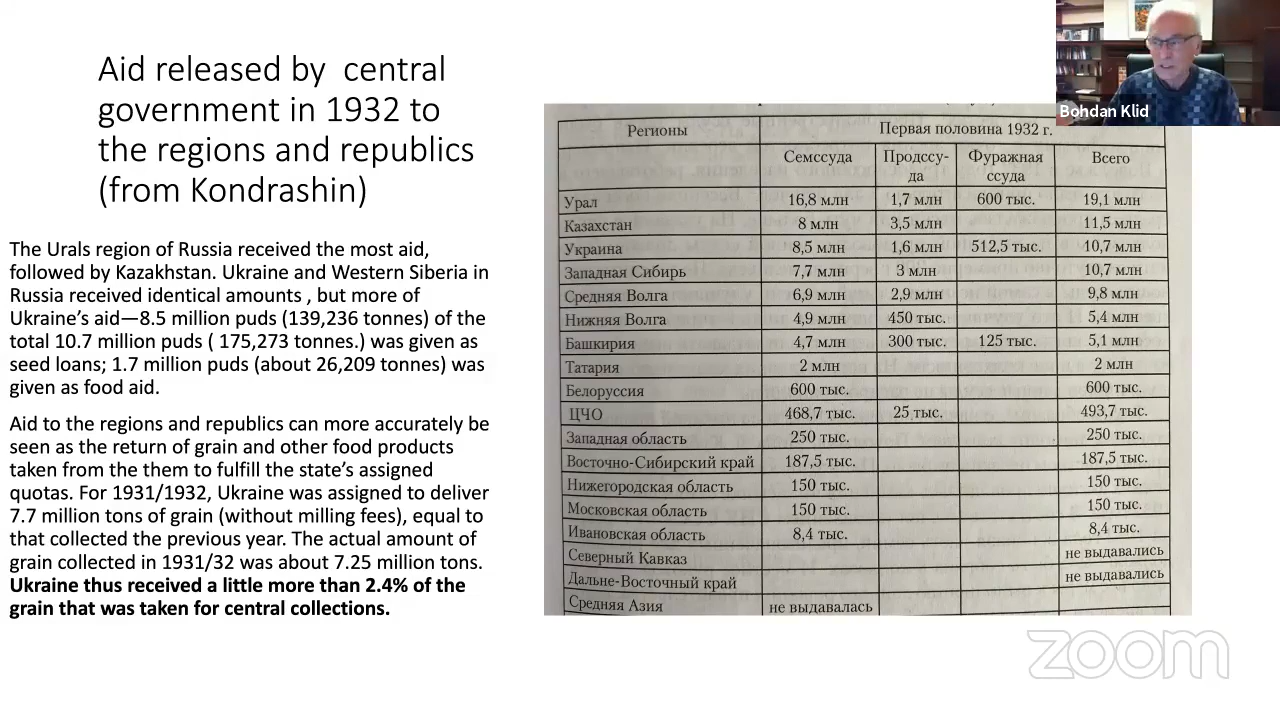 Aid released by central
government in 1932 to
the regions and republics
(from Kondrashin)
The Urals region of Russia received the most aid,
followed by Kazakhstan. Ukraine and Western Siberia in
Russia received identical amounts , but more of
Ukraine's aid—8.5 million puds (139,236 tonnes) of the
total 10.7 million puds ( 175,273 tonnes.) was given as
seed loans; 1.7 million puds (about 26,209 tonnes) was
given as food aid.
Aid to the regions and republics can more accurately be
seen as the return of grain and other food products
taken from the them to fulfill the state's assigned
quotas. For 1931/1932, Ukraine was assigned to deliver
7.7 million tons of grain (without milling fees), equal to
that collected the previous year. The actual amount of
grain collected in 1931/32 was about 7.25 million tons.
Ukraine thus received a little more than 2.4% of the
grain that was taken for central collections.
Регионы Первая половина 1932 г.
Семссуда Продссу- Фуражная Всего
да ссуда
Урал 16,8 млн 1,7 млн 600 тыс. 19,1 млн
Казахстан 8 млн 3,5 млн 11,5 млн
Украина 8,5 млн 1,6 млн 512,5 тыс. 10,7 млн
Западная Сибирь 7,7 млн 3 млн 10,7 млн
Средняя Волга 6,9 млн 2,9 млн 9,8 млн
Нижняя Волга 4,9 млн 450 тыс. 5,4 млн
Башкирия 4,7 млн 300 тыс. 125 тыс. 5,1 млн
Татария 2 млн 2 млн
Белоруссия 600 тыс. 600 тыс.
ЦЧО 468,7 тыс. 25 тыс. 493,7 тыс.
Западная область 250 тыс. 250 тыс.
Восточно-Сибирский край 187,5 тыс. 187,5 тыс.
Нижегородская область 150 тыс. 150 тыс.
Московская область 150 тыс. 150 тыс.
Ивановская область 8,4 тыс. 8,4 тыс.
Северный Кавказ не выдавались
Дальне-Восточный край не выдавались
Средняя Азия не выдавалась
Bohdan Klid
zoom